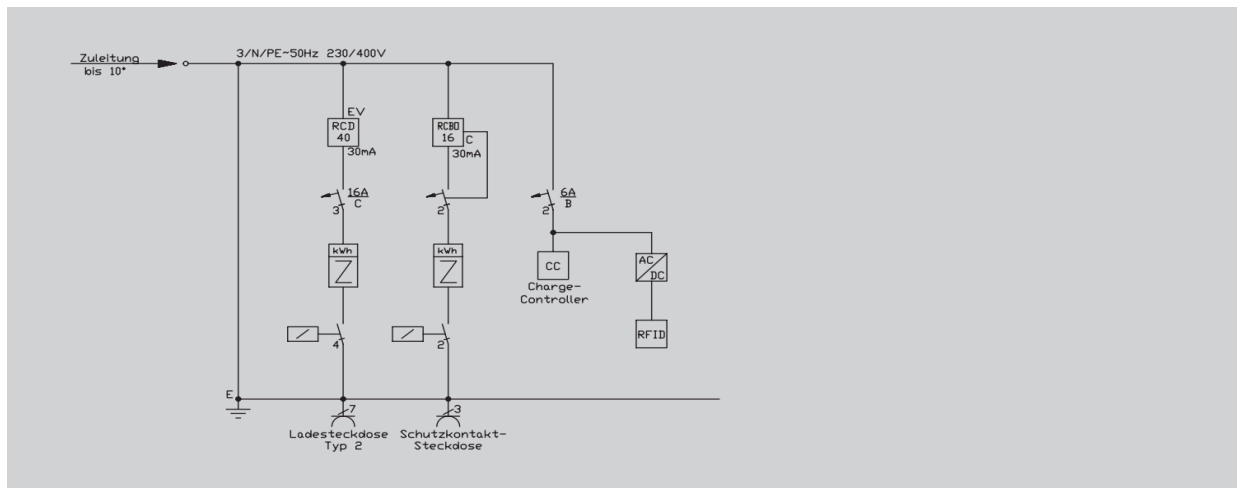 Zuleitung
bis 10²
3/N/PE~50Hz 230/400V
EV
RCD
40
30mA
RCBO
16
C
30mA
16A
C
3
2
6A
B
2
kWh
Z
kWh
Z
CC
Charge-
Controller
AC
DC
RFID
4
2
E
7
3
Ladesteckdose
Typ 2
Schutzkontakt-
Steckdose